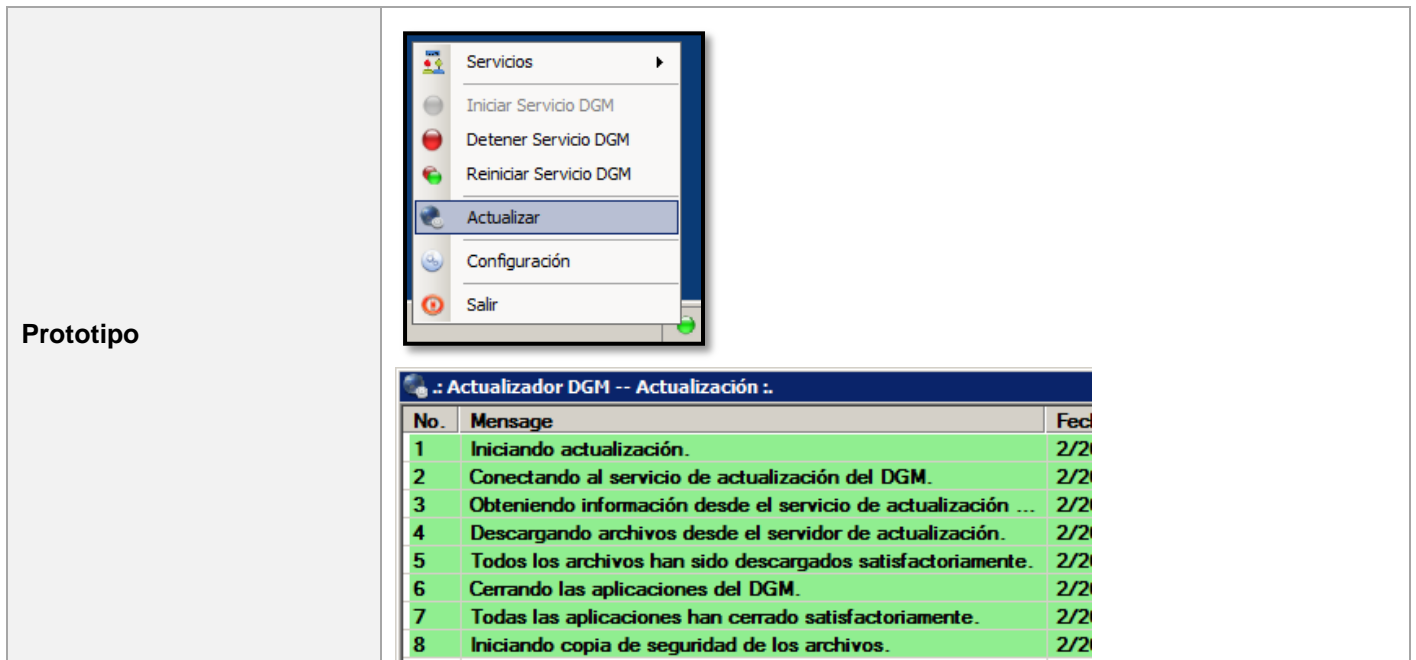 Prototipo
Servicios
Iniciar Servicio DGM
Detener Servicio DGM
Reiniciar Servicio DGM
Actualizar
Configuración
Salir
.: Actualizador DGM -- Actualización :.
No. Mensage
1 Iniciando actualización.
2 Conectando al servicio de actualización del DGM.
3 Obteniendo información desde el servicio de actualización ...
4 Descargando archivos desde el servidor de actualización.
5 Todos los archivos han sido descargados satisfactoriamente.
6 Cerrando las aplicaciones del DGM.
7 Todas las aplicaciones han cerrado satisfactoriamente.
8 Iniciando copia de seguridad de los archivos.